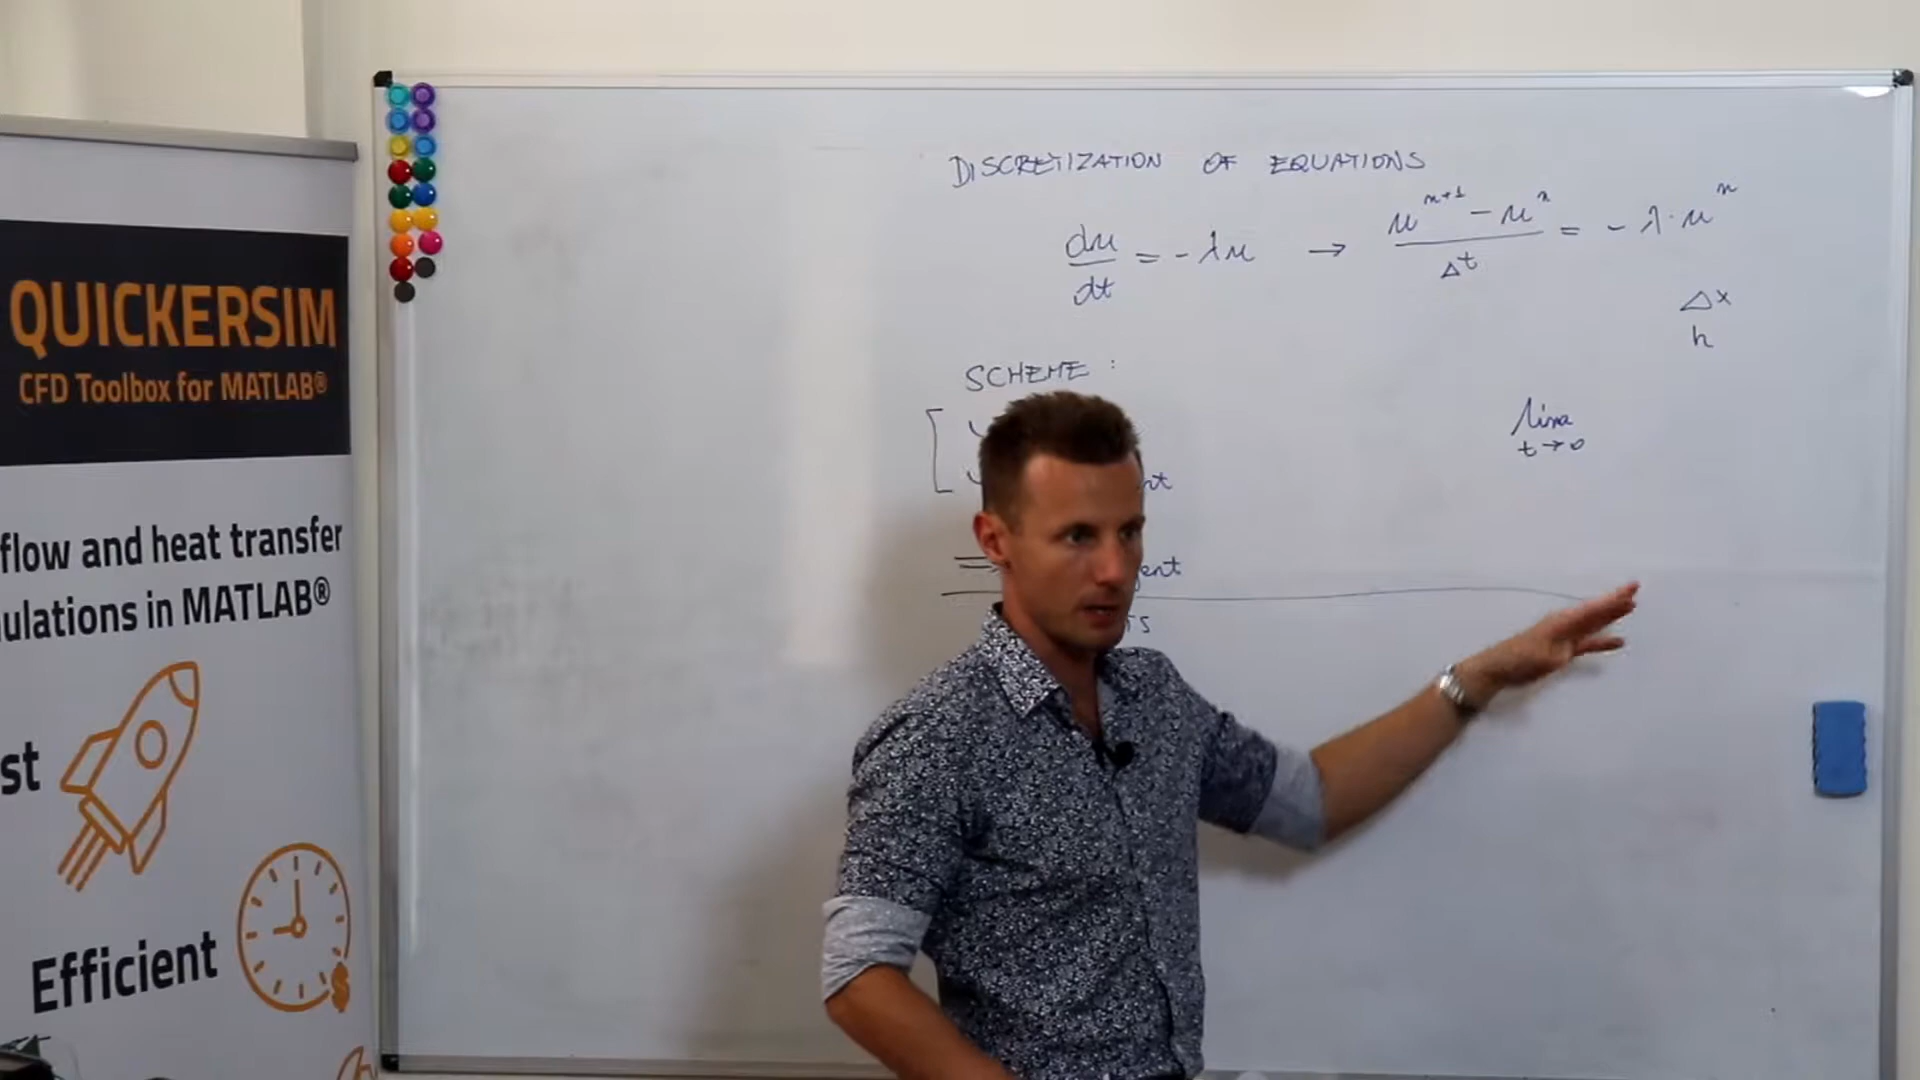 QUICKERSIM
CFD Toolbox for MATLAB®
flow and heat transfer
ulations in MATLAB®
st
Efficient
DISCRETIZATION OF EQUATIONS
du/dt = -λu → (u^{n+1} - u^n)/Δt = -λ·u^n
Δx
h
SCHEME :
lim
t→0